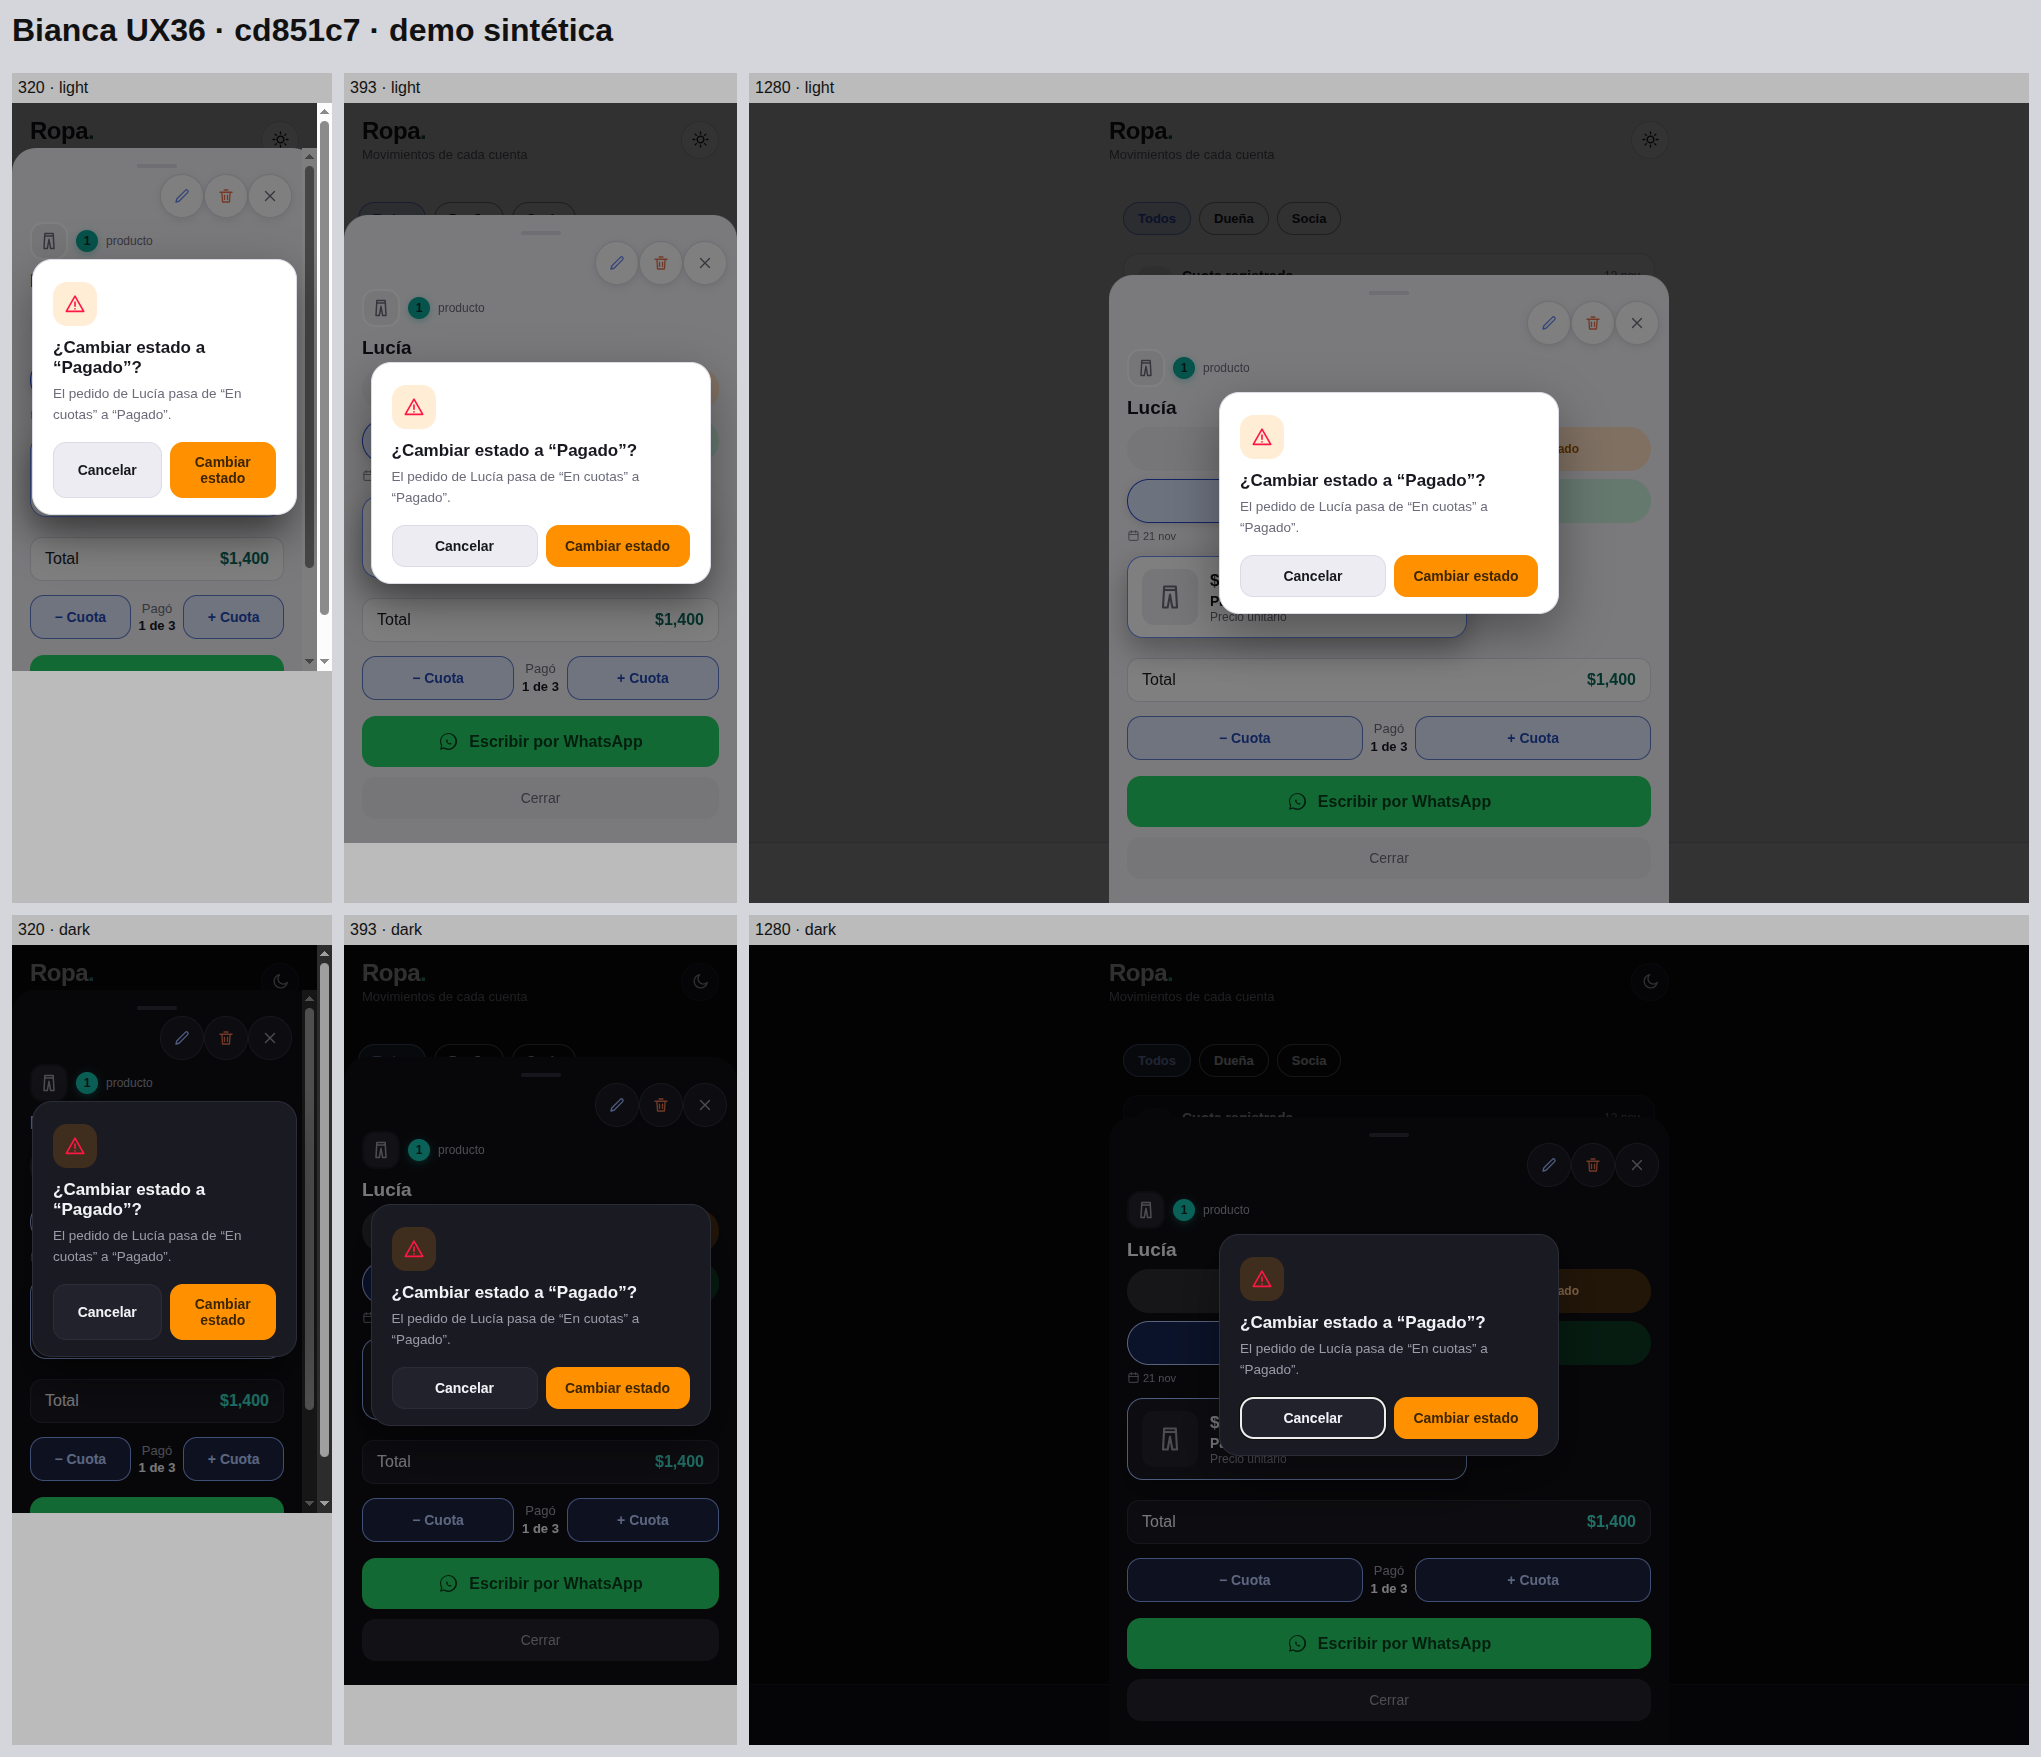 Bianca UX36 · cd851c7 · demo sintética
320 · light
Ropa.
1 producto
¿Cambiar estado a
“Pagado”?
El pedido de Lucía pasa de “En
cuotas” a “Pagado”.
Cancelar
Cambiar
estado
Total $1,400
− Cuota
Pagó
1 de 3
+ Cuota
393 · light
Ropa.
Movimientos de cada cuenta
1 producto
Lucía
¿Cambiar estado a “Pagado”?
El pedido de Lucía pasa de “En cuotas” a
“Pagado”.
Cancelar
Cambiar estado
Total $1,400
− Cuota
Pagó
1 de 3
+ Cuota
Escribir por WhatsApp
Cerrar
1280 · light
Ropa.
Movimientos de cada cuenta
Todos Dueña Socia
1 producto
Lucía
ado
¿Cambiar estado a “Pagado”?
El pedido de Lucía pasa de “En cuotas” a
“Pagado”.
Cancelar
Cambiar estado
21 nov
$
Precio unitario
Total $1,400
− Cuota
Pagó
1 de 3
+ Cuota
Escribir por WhatsApp
Cerrar
320 · dark
Ropa.
1 producto
¿Cambiar estado a
“Pagado”?
El pedido de Lucía pasa de “En
cuotas” a “Pagado”.
Cancelar
Cambiar
estado
Total $1,400
− Cuota
Pagó
1 de 3
+ Cuota
393 · dark
Ropa.
Movimientos de cada cuenta
1 producto
Lucía
¿Cambiar estado a “Pagado”?
El pedido de Lucía pasa de “En cuotas” a
“Pagado”.
Cancelar
Cambiar estado
Total $1,400
− Cuota
Pagó
1 de 3
+ Cuota
Escribir por WhatsApp
Cerrar
1280 · dark
Ropa.
Movimientos de cada cuenta
Todos Dueña Socia
1 producto
Lucía
ado
¿Cambiar estado a “Pagado”?
El pedido de Lucía pasa de “En cuotas” a
“Pagado”.
Cancelar
Cambiar estado
21 nov
$
Precio unitario
Total $1,400
− Cuota
Pagó
1 de 3
+ Cuota
Escribir por WhatsApp
Cerrar